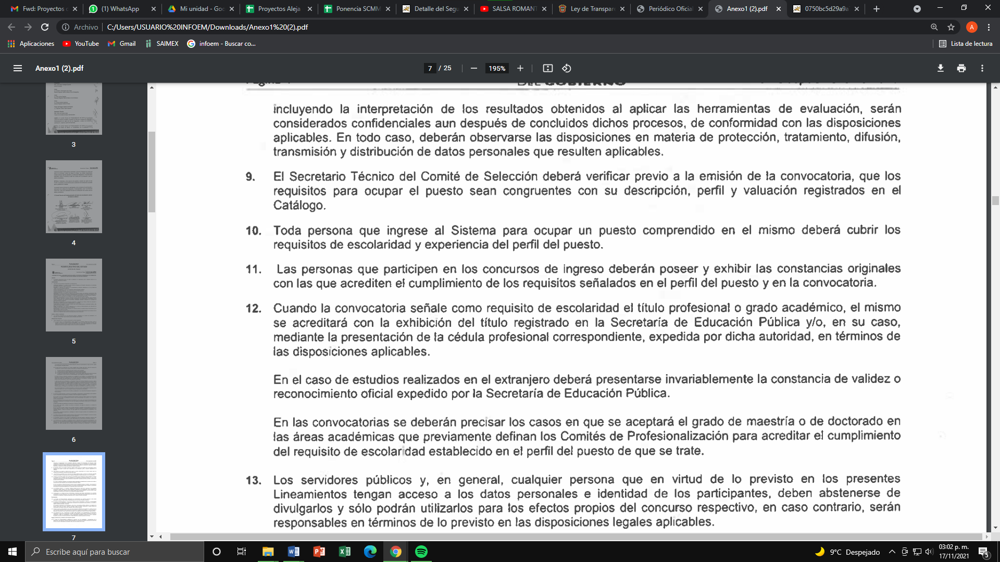 Fwd: Proyectos c
(1) WhatsApp
Mi unidad - Goo
Proyectos Aleja
Ponencia SCMM
Detalle del Segu
SALSA ROMANT
Ley de Transpar
Periódico Oficial
Anexo1 (2).pdf
0750bc5d29a9a
Archivo
C:/Users/USUARIO%20INFOEM/Downloads/Anexo1%20(2).pdf
A
Aplicaciones
YouTube
Gmail
SAIMEX
infoem - Buscar co...
Lista de lectura
Anexo1 (2).pdf
7 / 25
195%
3
4
5
6
7
DEL GOBIERNO
incluyendo la interpretación de los resultados obtenidos al aplicar las herramientas de evaluación, serán
considerados confidenciales aun después de concluidos dichos procesos, de conformidad con las disposiciones
aplicables. En todo caso, deberán observarse las disposiciones en materia de protección, tratamiento, difusión,
transmisión y distribución de datos personales que resulten aplicables.
9. El Secretario Técnico del Comité de Selección deberá verificar previo a la emisión de la convocatoria, que los
requisitos para ocupar el puesto sean congruentes con su descripción, perfil y valuación registrados en el
Catálogo.
10. Toda persona que ingrese al Sistema para ocupar un puesto comprendido en el mismo deberá cubrir los
requisitos de escolaridad y experiencia del perfil del puesto.
11. Las personas que participen en los concursos de ingreso deberán poseer y exhibir las constancias originales
con las que acrediten el cumplimiento de los requisitos señalados en el perfil del puesto y en la convocatoria.
12. Cuando la convocatoria señale como requisito de escolaridad el título profesional o grado académico, el mismo
se acreditará con la exhibición del título registrado en la Secretaría de Educación Pública y/o, en su caso,
mediante la presentación de la cédula profesional correspondiente, expedida por dicha autoridad, en términos de
las disposiciones aplicables.
En el caso de estudios realizados en el extranjero deberá presentarse invariablemente la constancia de validez o
reconocimiento oficial expedido por la Secretaría de Educación Pública.
En las convocatorias se deberán precisar los casos en que se aceptará el grado de maestría o de doctorado en
las áreas académicas que previamente definan los Comités de Profesionalización para acreditar el cumplimiento
del requisito de escolaridad establecido en el perfil del puesto de que se trate.
13. Los servidores públicos y, en general, cualquier persona que en virtud de lo previsto en los presentes
Lineamientos tengan acceso a los datos personales e identidad de los participantes, deben abstenerse de
divulgarlos y sólo podrán utilizarlos para los efectos propios del concurso respectivo, en caso contrario, serán
responsables en términos de lo previsto en las disposiciones legales aplicables.
Escribe aquí para buscar
9°C Despejado
03:02 p. m.
17/11/2021
5